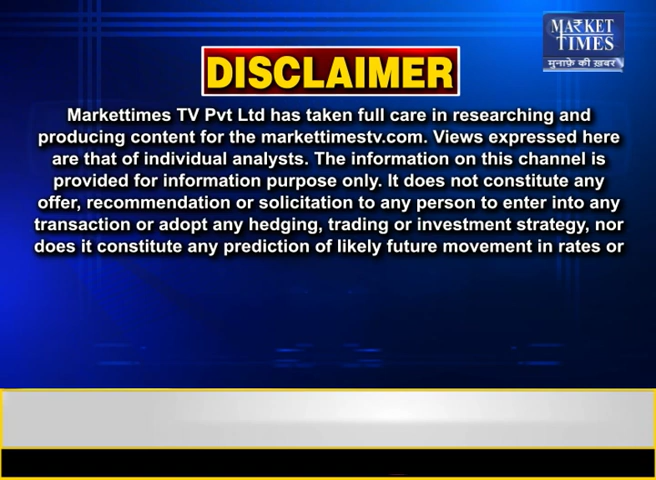 MARKET
TIMES
मुनाफ़े की ख़बर
DISCLAIMER
Markettimes TV Pvt Ltd has taken full care in researching and
producing content for the markettimestv.com. Views expressed here
are that of individual analysts. The information on this channel is
provided for information purpose only. It does not constitute any
offer, recommendation or solicitation to any person to enter into any
transaction or adopt any hedging, trading or investment strategy, nor
does it constitute any prediction of likely future movement in rates or